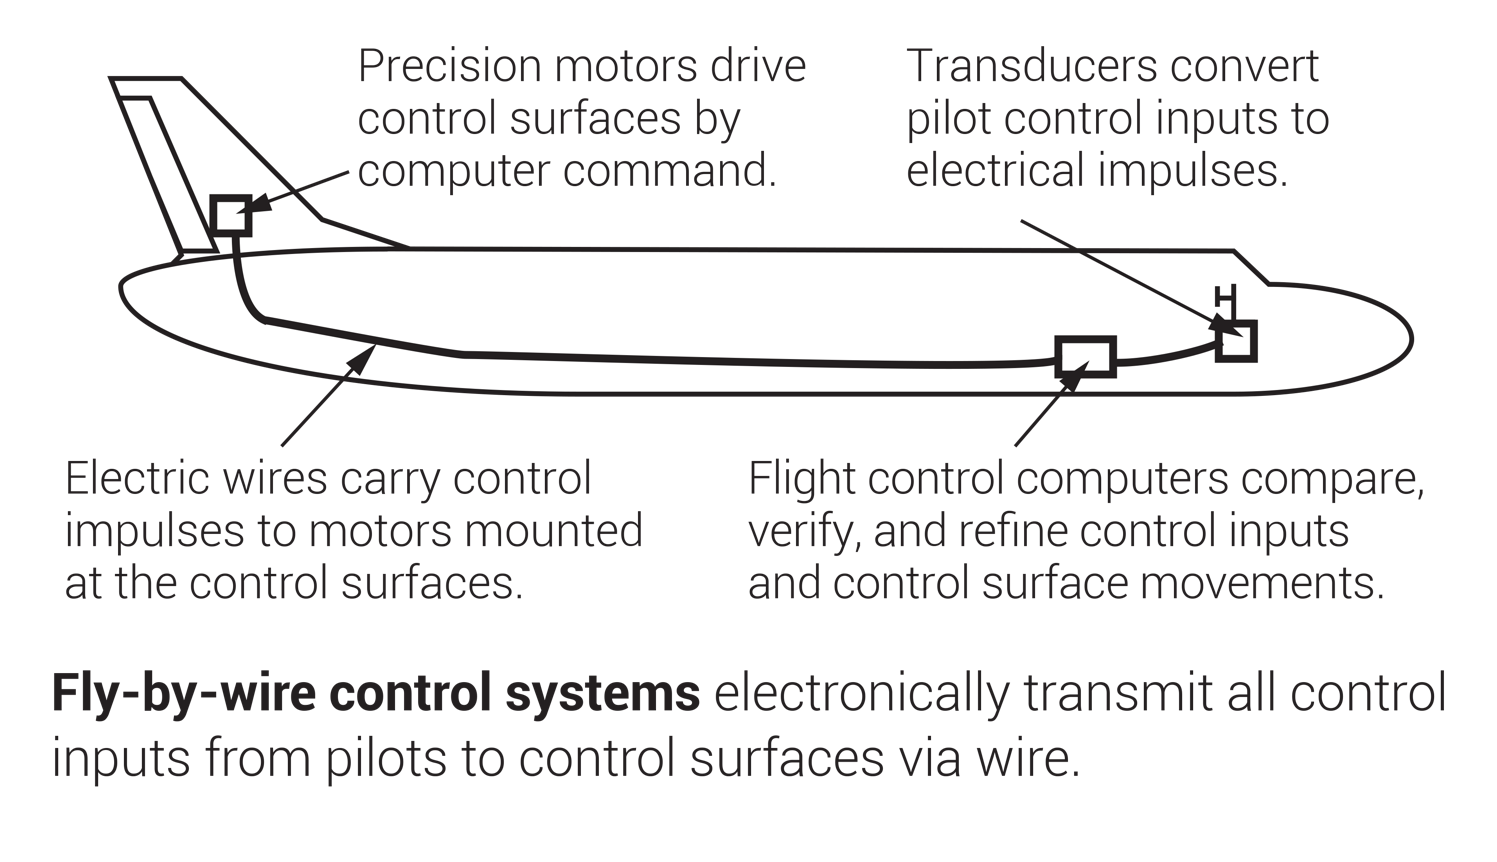 Precision motors drive
control surfaces by
computer command.
Transducers convert
pilot control inputs to
electrical impulses.
Electric wires carry control
impulses to motors mounted
at the control surfaces.
Flight control computers compare,
verify, and refine control inputs
and control surface movements.
Fly-by-wire control systems electronically transmit all control
inputs from pilots to control surfaces via wire.